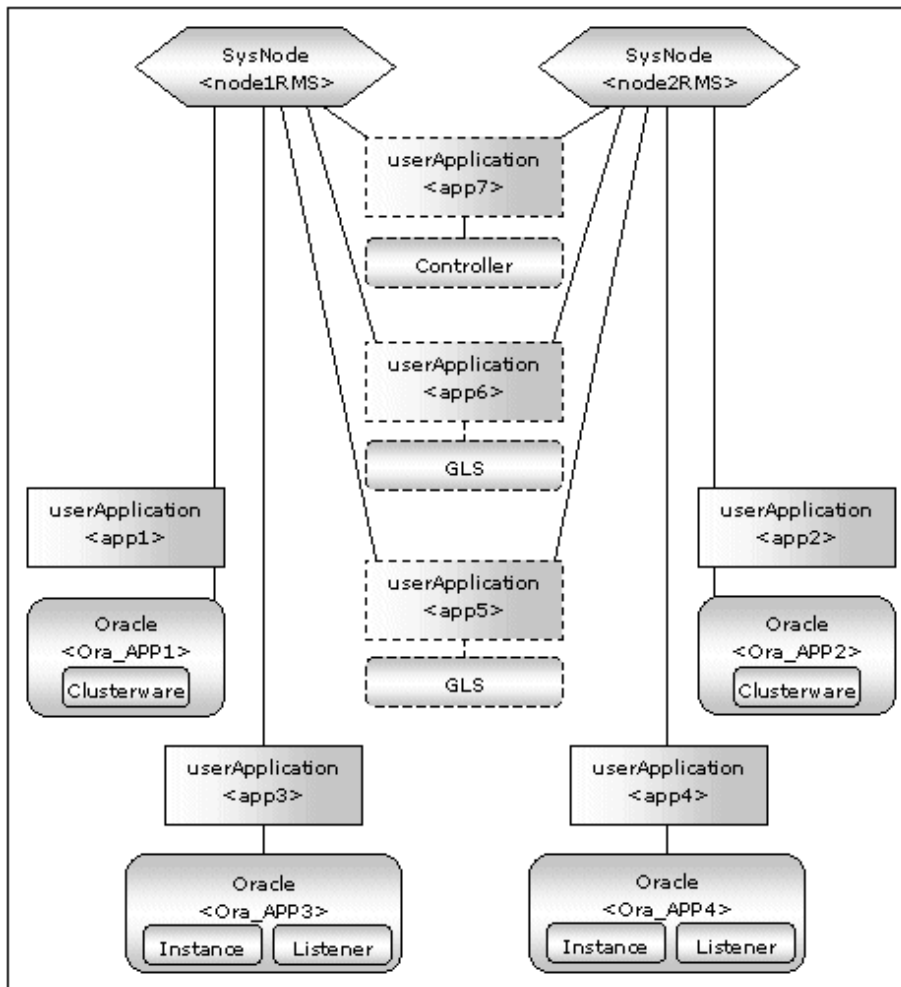 SysNode
<node1RMS>
SysNode
<node2RMS>
userApplication
<app7>
Controller
userApplication
<app6>
GLS
userApplication
<app1>
userApplication
<app2>
userApplication
<app5>
GLS
Oracle
<Ora_APP1>
Clusterware
Oracle
<Ora_APP2>
Clusterware
userApplication
<app3>
userApplication
<app4>
Oracle
<Ora_APP3>
Instance
Listener
Oracle
<Ora_APP4>
Instance
Listener